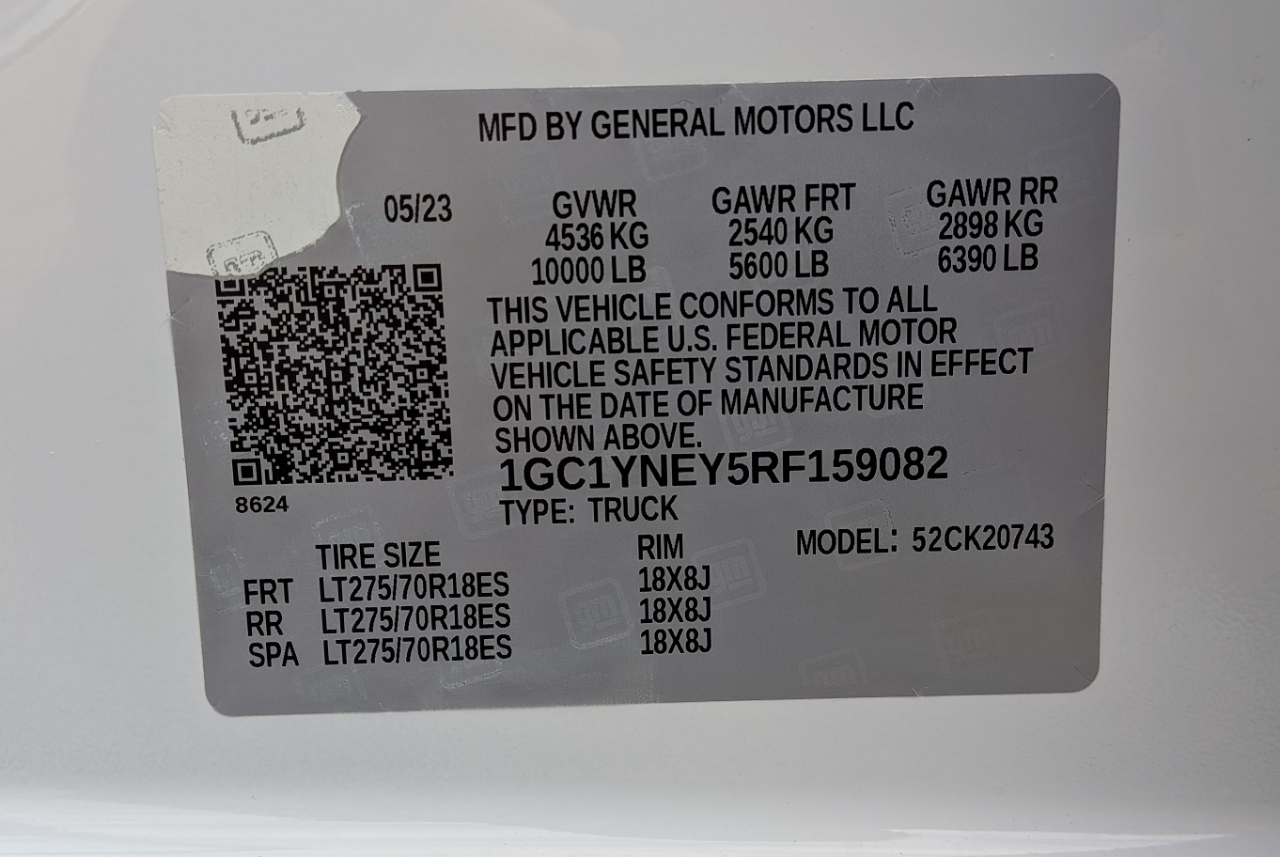 MFD BY GENERAL MOTORS LLC
05/23 GVWR GAWR FRT GAWR RR
4536 KG 2540 KG 2898 KG
10000 LB 5600 LB 6390 LB
THIS VEHICLE CONFORMS TO ALL
APPLICABLE U.S. FEDERAL MOTOR
VEHICLE SAFETY STANDARDS IN EFFECT
ON THE DATE OF MANUFACTURE
SHOWN ABOVE.
1GC1YNEY5RF159082
8624
TYPE: TRUCK
TIRE SIZE RIM MODEL: 52CK20743
FRT LT275/70R18ES 18X8J
RR LT275/70R18ES 18X8J
SPA LT275/70R18ES 18X8J